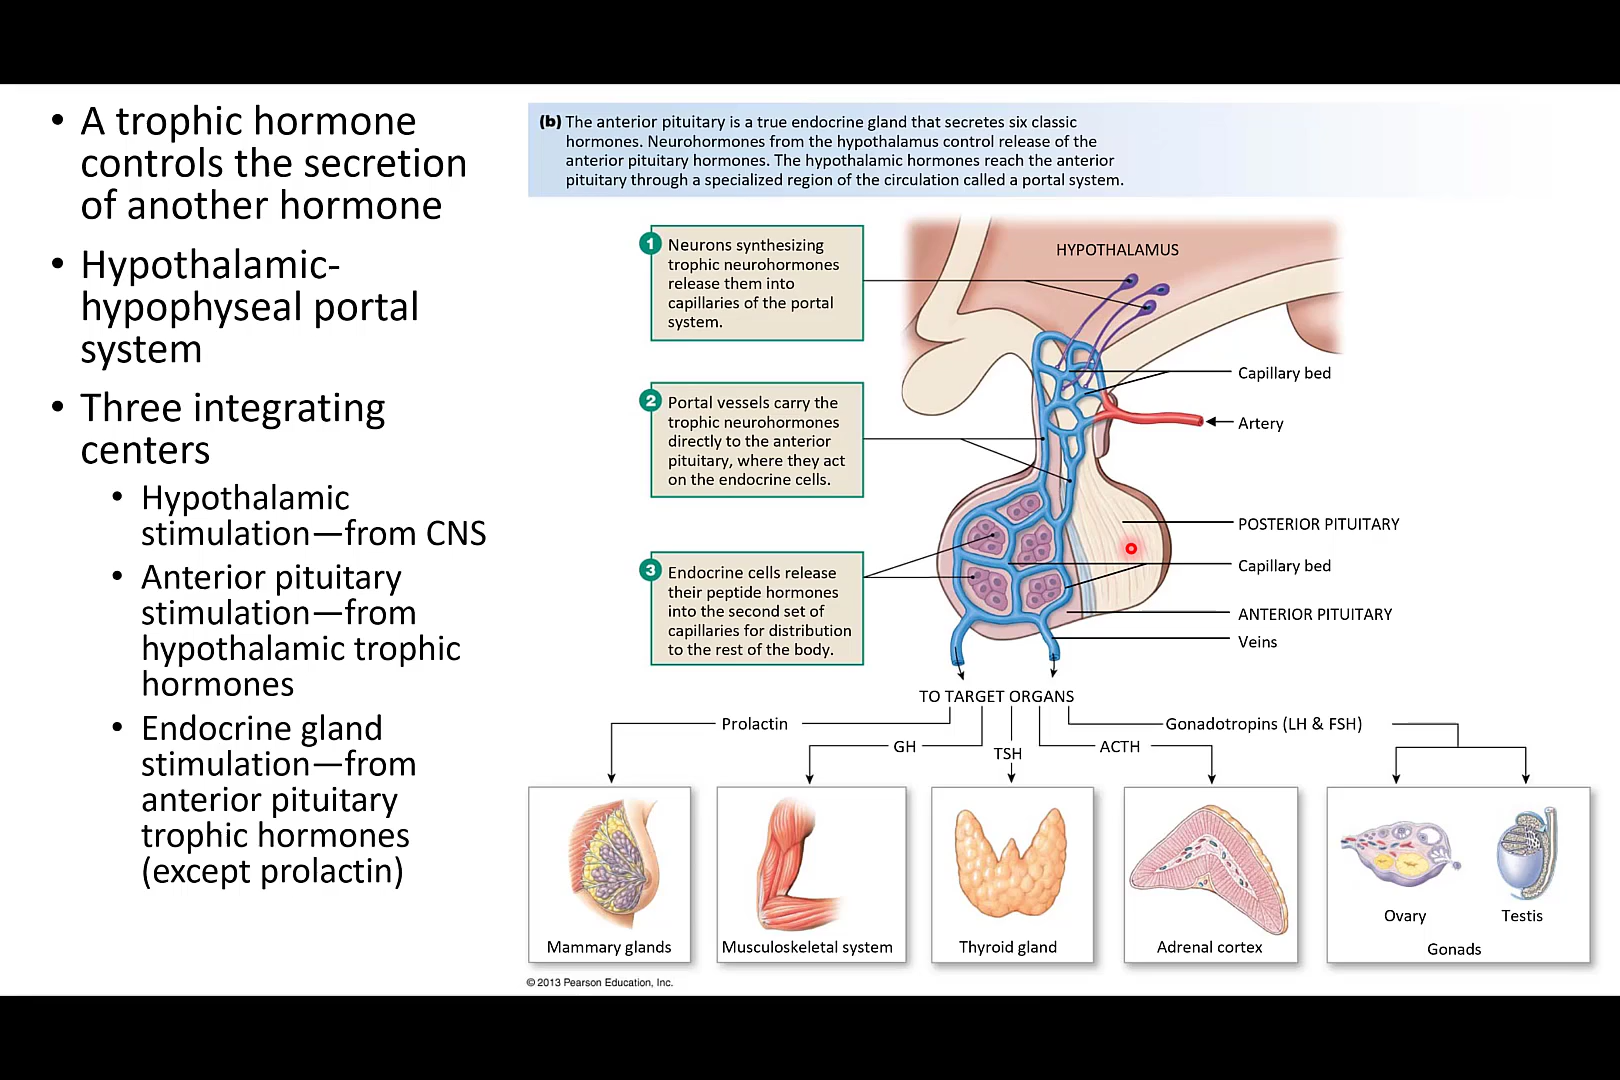 • A trophic hormone
controls the secretion
of another hormone
• Hypothalamic-
hypophyseal portal
system
• Three integrating
centers
• Hypothalamic
stimulation—from CNS
• Anterior pituitary
stimulation—from
hypothalamic trophic
hormones
• Endocrine gland
stimulation—from
anterior pituitary
trophic hormones
(except prolactin)
(b) The anterior pituitary is a true endocrine gland that secretes six classic
hormones. Neurohormones from the hypothalamus control release of the
anterior pituitary hormones. The hypothalamic hormones reach the anterior
pituitary through a specialized region of the circulation called a portal system.
1 Neurons synthesizing
trophic neurohormones
release them into
capillaries of the portal
system.
2 Portal vessels carry the
trophic neurohormones
directly to the anterior
pituitary, where they act
on the endocrine cells.
3 Endocrine cells release
their peptide hormones
into the second set of
capillaries for distribution
to the rest of the body.
HYPOTHALAMUS
Capillary bed
Artery
POSTERIOR PITUITARY
Capillary bed
ANTERIOR PITUITARY
Veins
TO TARGET ORGANS
Prolactin
GH
TSH
ACTH
Gonadotropins (LH & FSH)
Mammary glands
Musculoskeletal system
Thyroid gland
Adrenal cortex
Ovary
Testis
Gonads
© 2013 Pearson Education, Inc.